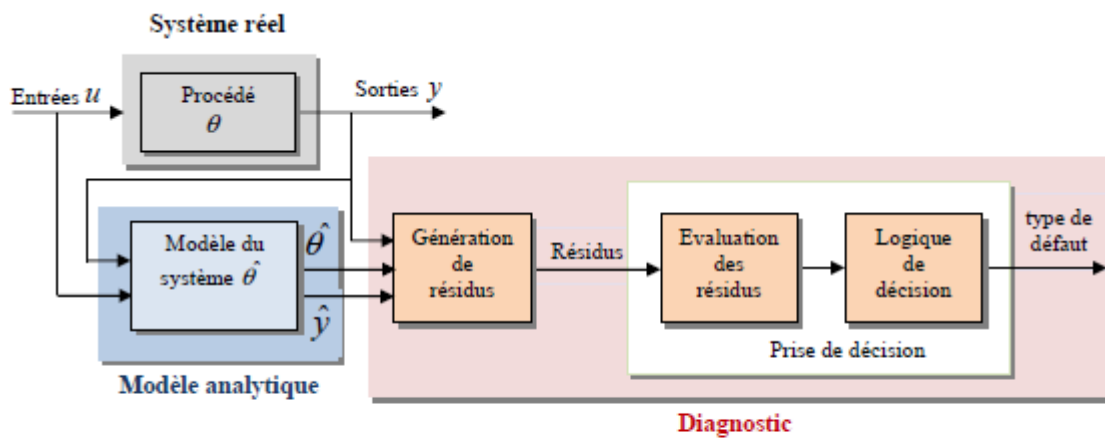 Système réel
Entrées u
Procédé
θ
Sorties y
Modèle du
système θ̂
θ̂
ŷ
Modèle analytique
Génération
de
résidus
Résidus
Evaluation
des
résidus
Logique
de
décision
Prise de décision
type de
défaut
Diagnostic